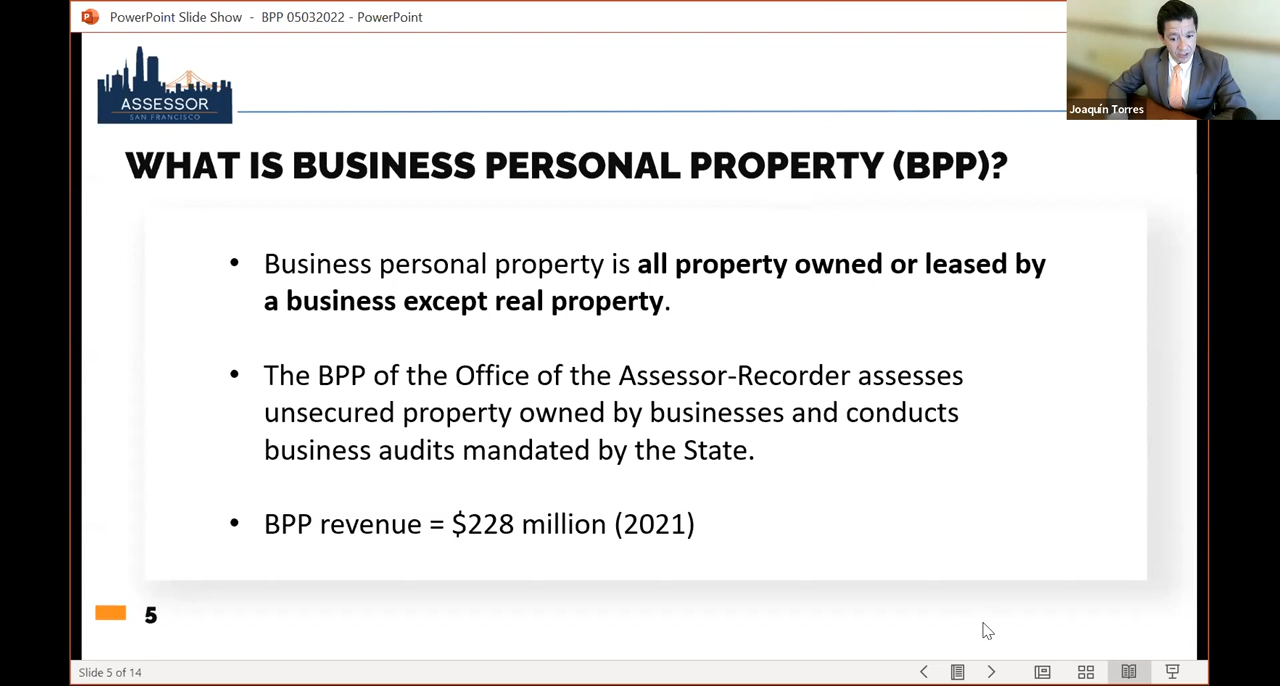 PowerPoint Slide Show - BPP 05032022 - PowerPoint
Joaquín Torres
ASSESSOR
SAN FRANCISCO
WHAT IS BUSINESS PERSONAL PROPERTY (BPP)?
• Business personal property is all property owned or leased by
a business except real property.
• The BPP of the Office of the Assessor-Recorder assesses
unsecured property owned by businesses and conducts
business audits mandated by the State.
• BPP revenue = $228 million (2021)
5
Slide 5 of 14